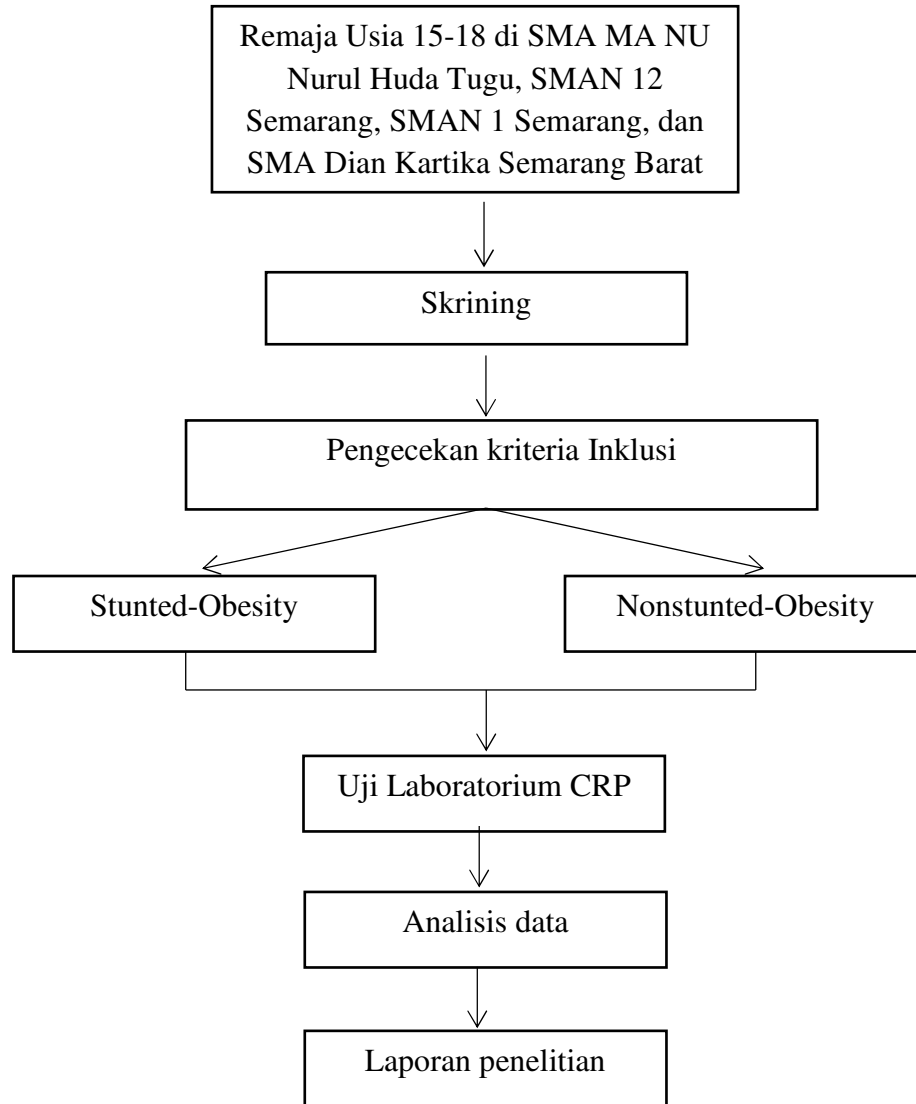 Remaja Usia 15-18 di SMA MA NU
Nurul Huda Tugu, SMAN 12
Semarang, SMAN 1 Semarang, dan
SMA Dian Kartika Semarang Barat
Skrining
Pengecekan kriteria Inklusi
Stunted-Obesity
Nonstunted-Obesity
Uji Laboratorium CRP
Analisis data
Laporan penelitian